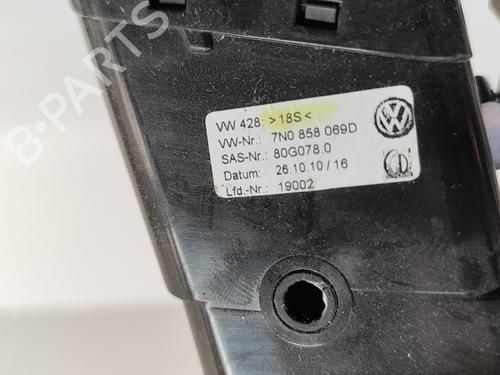 B-PARTS
VW 428: >18S<
VW-Nr.: 7N0 858 069D
SAS-Nr.: 80G078.0
Datum: 26.10.10 / 16
Lfd.-Nr.: 19002